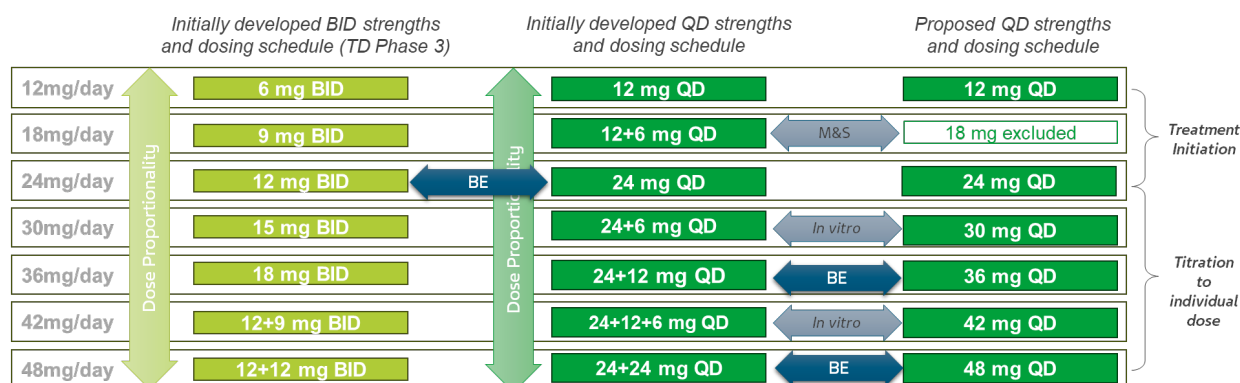 Initially developed BID strengths
and dosing schedule (TD Phase 3)
Initially developed QD strengths
and dosing schedule
Proposed QD strengths
and dosing schedule
12mg/day
6 mg BID
12 mg QD
12 mg QD
18mg/day
9 mg BID
12+6 mg QD
M&S
18 mg excluded
24mg/day
12 mg BID
BE
24 mg QD
24 mg QD
30mg/day
15 mg BID
24+6 mg QD
In vitro
30 mg QD
36mg/day
18 mg BID
24+12 mg QD
BE
36 mg QD
42mg/day
12+9 mg BID
24+12+6 mg QD
In vitro
42 mg QD
48mg/day
12+12 mg BID
24+24 mg QD
BE
48 mg QD
Dose Proportionality
Dose Proportionality
Treatment
Initiation
Titration
to
individual
dose